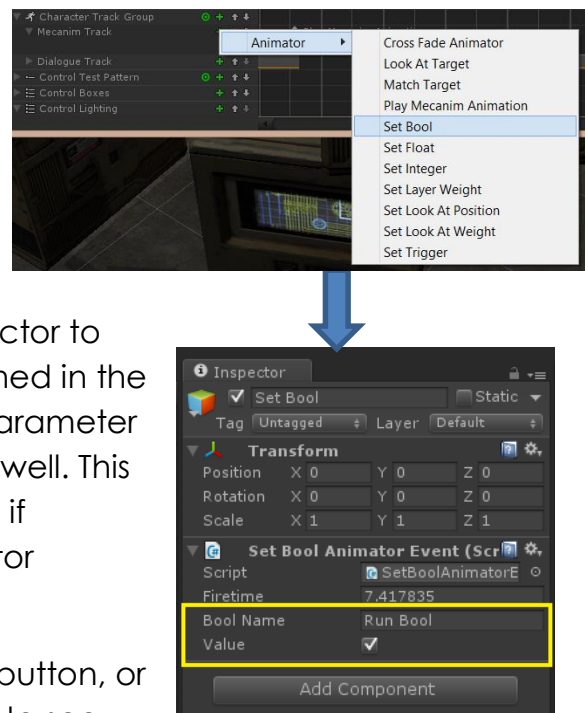 Character Track Group
Mecanim Track
Dialogue Track
Control Test Pattern
Control Boxes
Control Lighting
Animator
Cross Fade Animator
Look At Target
Match Target
Play Mecanim Animation
Set Bool
Set Float
Set Integer
Set Layer Weight
Set Look At Position
Set Look At Weight
Set Trigger
ctor to
ned in the
arameter
well. This
if
tor
button, or
Inspector
Set Bool Static
Tag Untagged Layer Default
Transform
Position X 0 Y 0 Z 0
Rotation X 0 Y 0 Z 0
Scale X 1 Y 1 Z 1
Set Bool Animator Event (Scr
Script SetBoolAnimatorE
Firetime 7.417835
Bool Name Run Bool
Value
Add Component